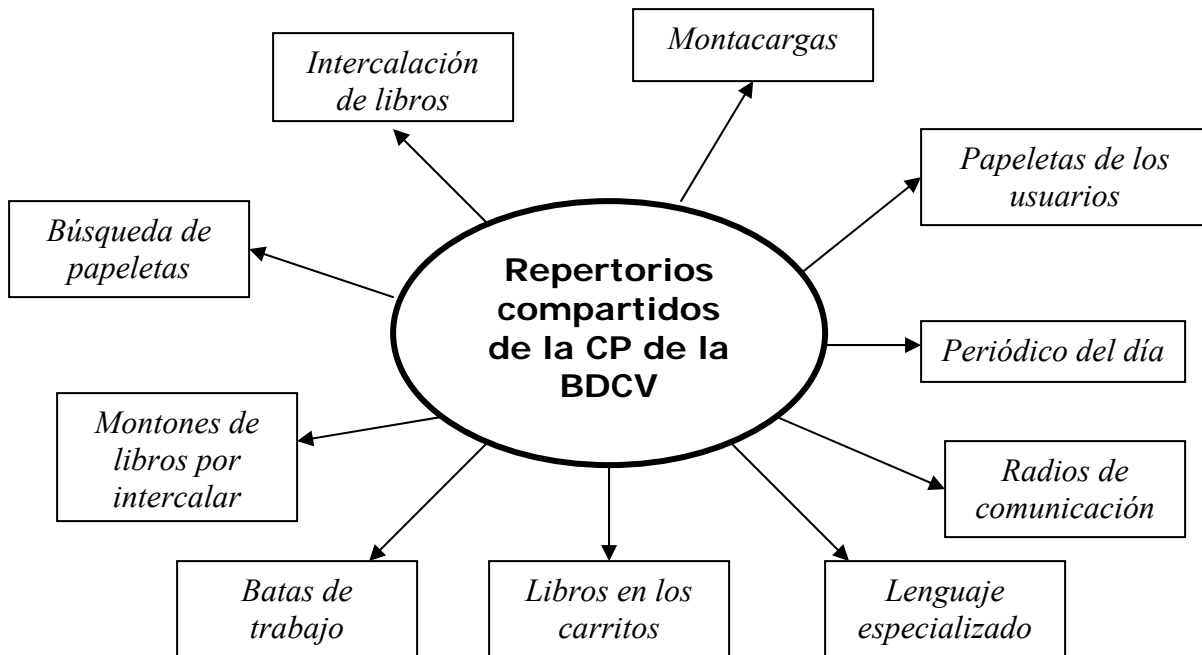 Montacargas
Intercalación
de libros
Papeletas de los
usuarios
Búsqueda de
papeletas
Repertorios
compartidos
de la CP de la
BDCV
Periódico del día
Montones de
libros por
intercalar
Radios de
comunicación
Batas de
trabajo
Libros en los
carritos
Lenguaje
especializado